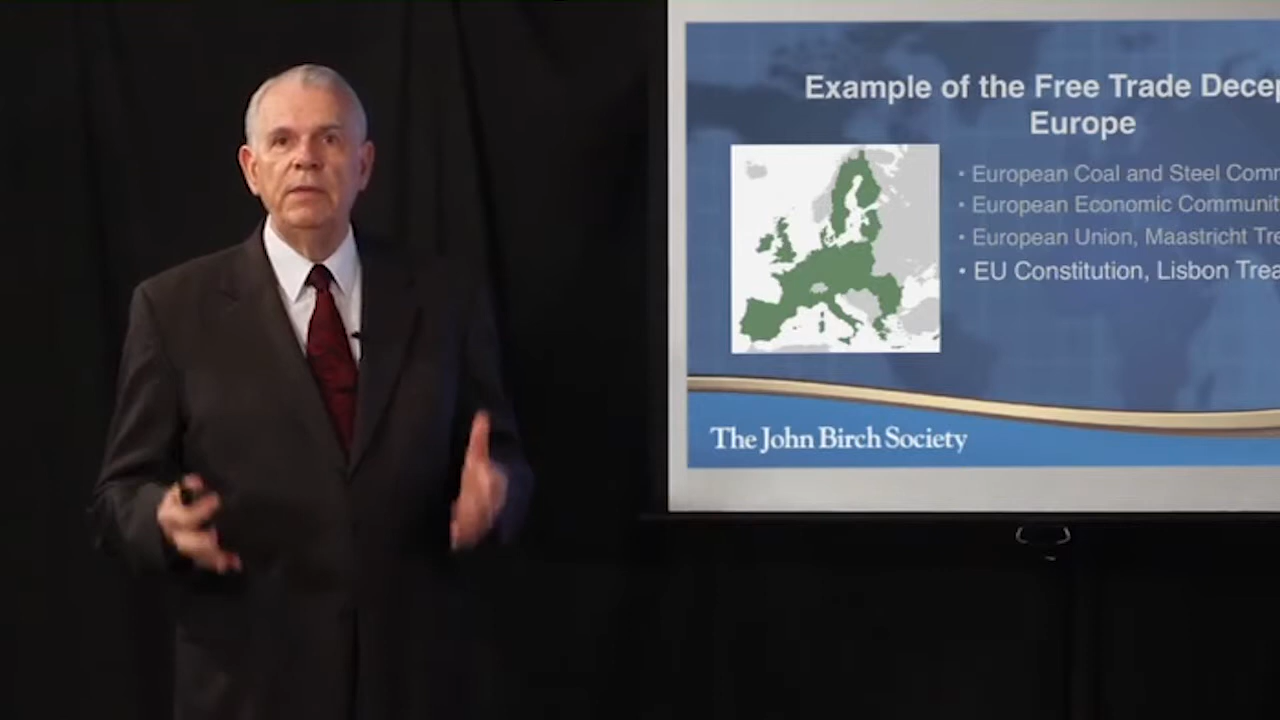 Example of the Free Trade Decep
Europe
• European Coal and Steel Comm
• European Economic Communit
• European Union, Maastricht Tre
• EU Constitution, Lisbon Trea
The John Birch Society